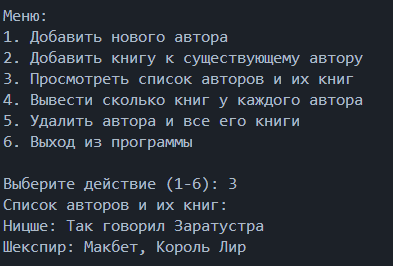 Меню:
1. Добавить нового автора
2. Добавить книгу к существующему автору
3. Просмотреть список авторов и их книг
4. Вывести сколько книг у каждого автора
5. Удалить автора и все его книги
6. Выход из программы
Выберите действие (1-6): 3
Список авторов и их книг:
Ницше: Так говорил Заратустра
Шекспир: Макбет, Король Лир